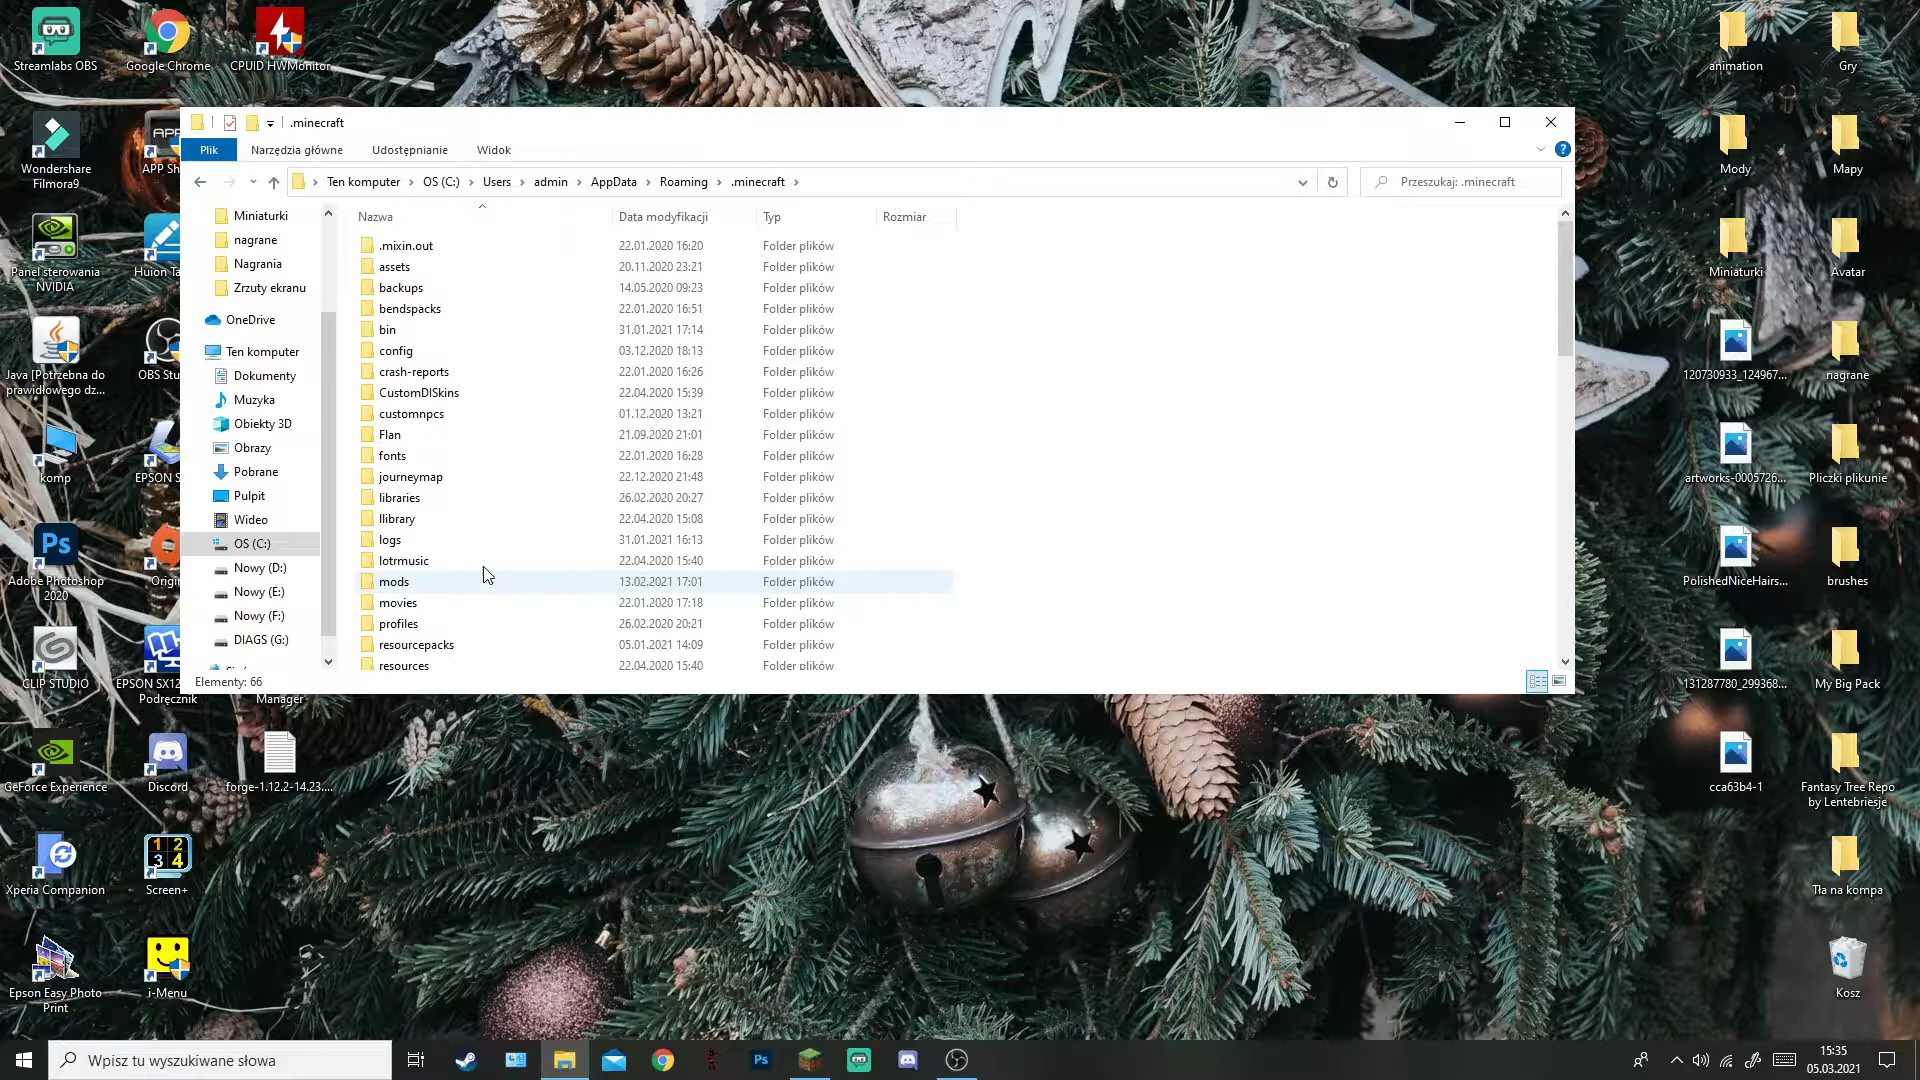 Streamlabs OBS
Google Chrome
CPUID HWMonitor
animation
Gry
Wondershare
Filmora9
APP Sh
Mody
Mapy
Panel sterowania
NVIDIA
Huion Ta
Miniaturki
Avatar
Java [Potrzebna do
prawidłowego dz...
OBS Stu
120730933_124967...
nagrane
komp
EPSON S
artworks-0005726...
Pliczki plikunie
Ps
Adobe Photoshop
2020
Origin
PolishedNiceHairs...
brushes
CLIP STUDIO
EPSON SX12
Podręcznik
Manager
131287780_299368...
My Big Pack
GeForce Experience
Discord
forge-1.12.2-14.23....
cca63b4-1
Fantasy Tree Repo
by Lentebriesje
Xperia Companion
1 2
3 4
Screen+
Tła na kompa
Epson Easy Photo
Print
i-Menu
Kosz
.minecraft
Plik
Narzędzia główne
Udostępnianie
Widok
?
Ten komputer
OS (C:)
Users
admin
AppData
Roaming
.minecraft
Przeszukaj: .minecraft
Miniaturki
nagrane
Nagrania
Zrzuty ekranu
OneDrive
Ten komputer
Dokumenty
Muzyka
Obiekty 3D
Obrazy
Pobrane
Pulpit
Wideo
OS (C:)
Nowy (D:)
Nowy (E:)
Nowy (F:)
DIAGS (G:)
Nazwa Data modyfikacji Typ Rozmiar
.mixin.out 22.01.2020 16:20 Folder plików
assets 20.11.2020 23:21 Folder plików
backups 14.05.2020 09:23 Folder plików
bendspacks 22.01.2020 16:51 Folder plików
bin 31.01.2021 17:14 Folder plików
config 03.12.2020 18:13 Folder plików
crash-reports 22.01.2020 16:26 Folder plików
CustomDISkins 22.04.2020 15:39 Folder plików
customnpcs 01.12.2020 13:21 Folder plików
Flan 21.09.2020 21:01 Folder plików
fonts 22.01.2020 16:28 Folder plików
journeymap 22.12.2020 21:48 Folder plików
libraries 26.02.2020 20:27 Folder plików
llibrary 22.04.2020 15:08 Folder plików
logs 31.01.2021 16:13 Folder plików
lotrmusic 22.04.2020 15:40 Folder plików
mods 13.02.2021 17:01 Folder plików
movies 22.01.2020 17:18 Folder plików
profiles 26.02.2020 20:21 Folder plików
resourcepacks 05.01.2021 14:09 Folder plików
resources 22.04.2020 15:40 Folder plików
Elementy: 66
Wpisz tu wyszukiwane słowa
Ps
15:35
05.03.2021